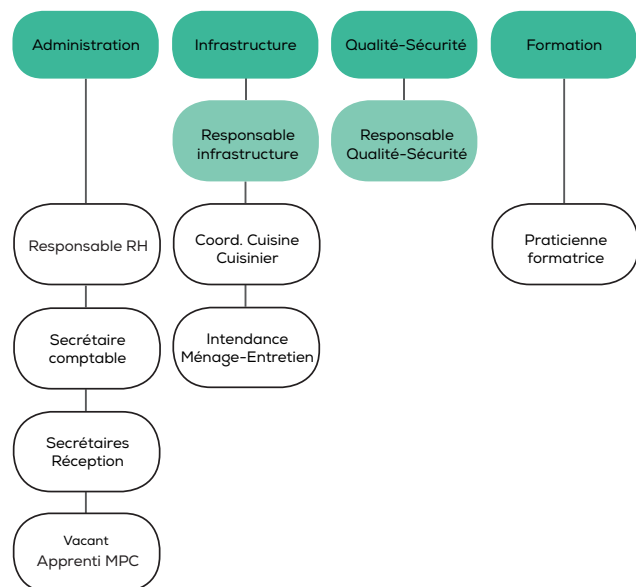 Administration
Infrastructure
Qualité-Sécurité
Formation
Responsable
infrastructure
Responsable
Qualité-Sécurité
Responsable RH
Coord. Cuisine
Cuisinier
Praticienne
formatrice
Secrétaire
comptable
Intendance
Ménage-Entretien
Secrétaires
Réception
Vacant
Apprenti MPC